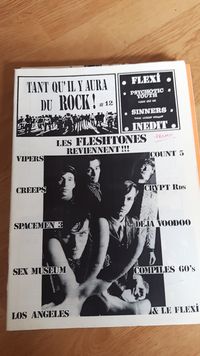 TANT QU'IL Y AURA
DU ROCK! n°12
FLEXI
PSYCHOTIC
YOUTH
SINNERS
INEDIT
LES FLESHTONES
REVIENNENT!!!
VIPERS
COUNT 5
CREEPS
CRYPT RDS
SPACEMEN 3
DEJA VOODOO
SEX MUSEUM
COMPILES 60's
LOS ANGELES
& LE FLEXI